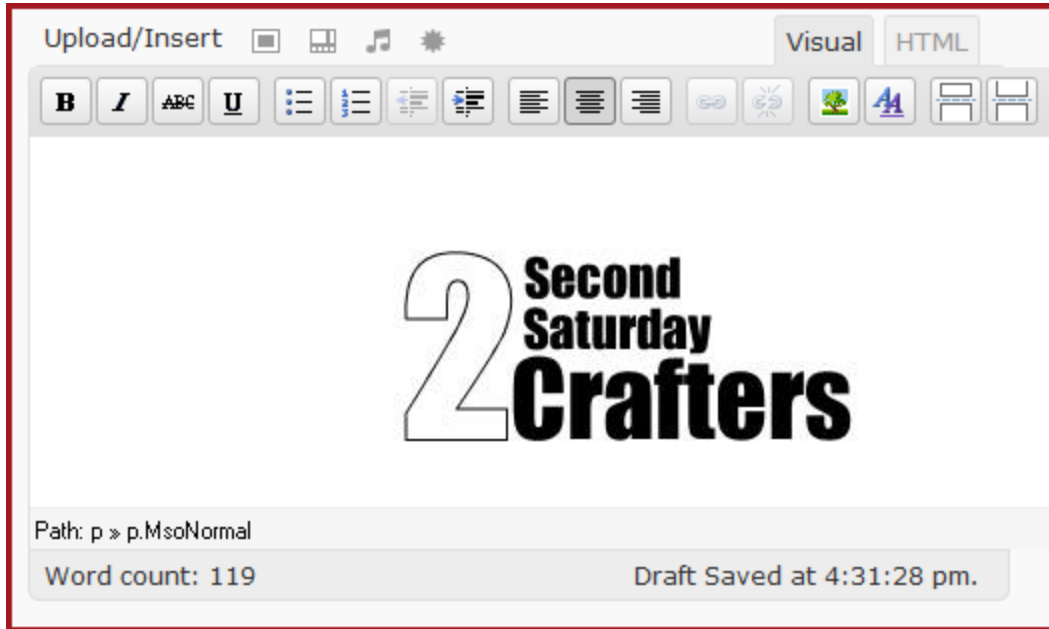 Upload/Insert
Visual HTML
B I ABC U
2 Second
Saturday
Crafters
Path: p » p.MsoNormal
Word count: 119 Draft Saved at 4:31:28 pm.